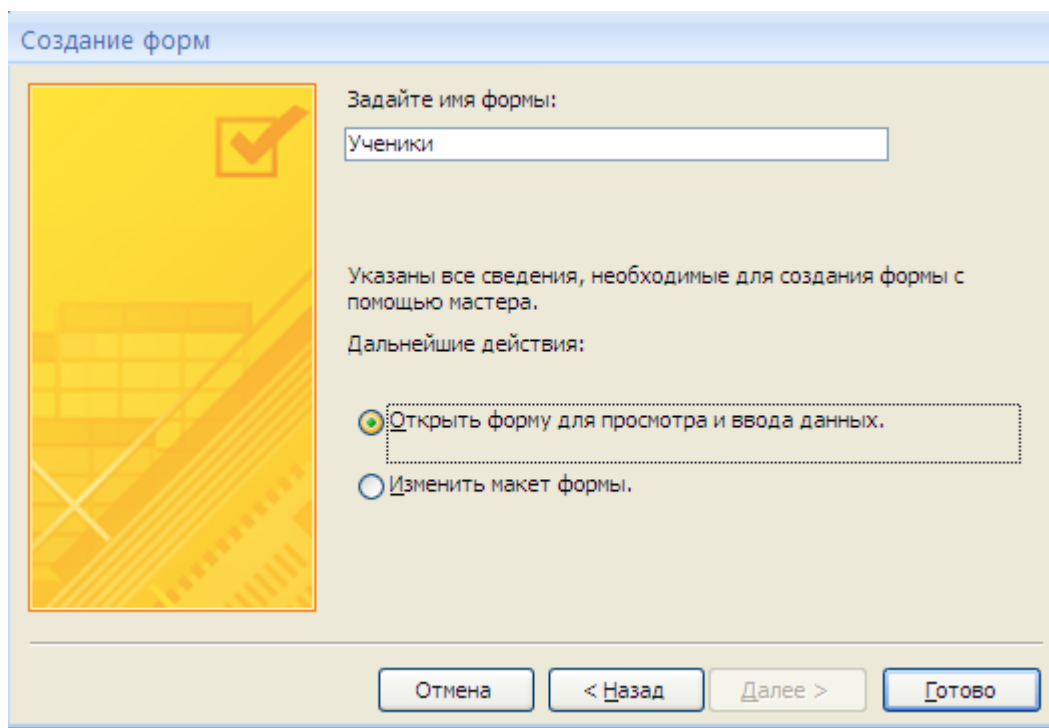 Создание форм
Задайте имя формы:
Ученики
Указаны все сведения, необходимые для создания формы с
помощью мастера.
Дальнейшие действия:
Открыть форму для просмотра и ввода данных.
Изменить макет формы.
Отмена
< Назад
Далее >
Готово